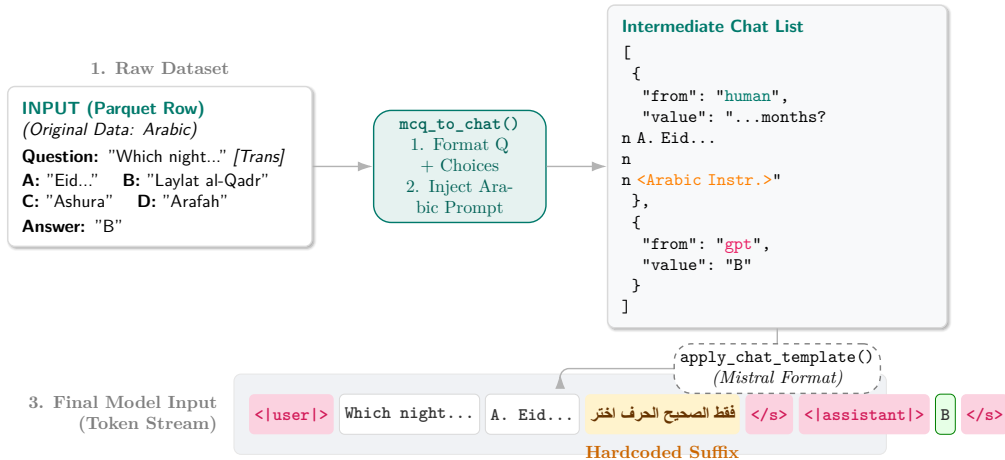 1. Raw Dataset
INPUT (Parquet Row)
(Original Data: Arabic)
Question: "Which night..." [Trans]
A: "Eid..." B: "Laylat al-Qadr"
C: "Ashura" D: "Arafah"
Answer: "B"
mcq_to_chat()
1. Format Q
+ Choices
2. Inject Ara-
bic Prompt
Intermediate Chat List
[
{
"from": "human",
"value": "...months?
n A. Eid...
n
n <Arabic Instr.>"
},
{
"from": "gpt",
"value": "B"
}
]
apply_chat_template()
(Mistral Format)
3. Final Model Input
(Token Stream)
<|user|> Which night... A. Eid... فقط الصحيح الحرف اختر </s> <|assistant|> B </s>
Hardcoded Suffix